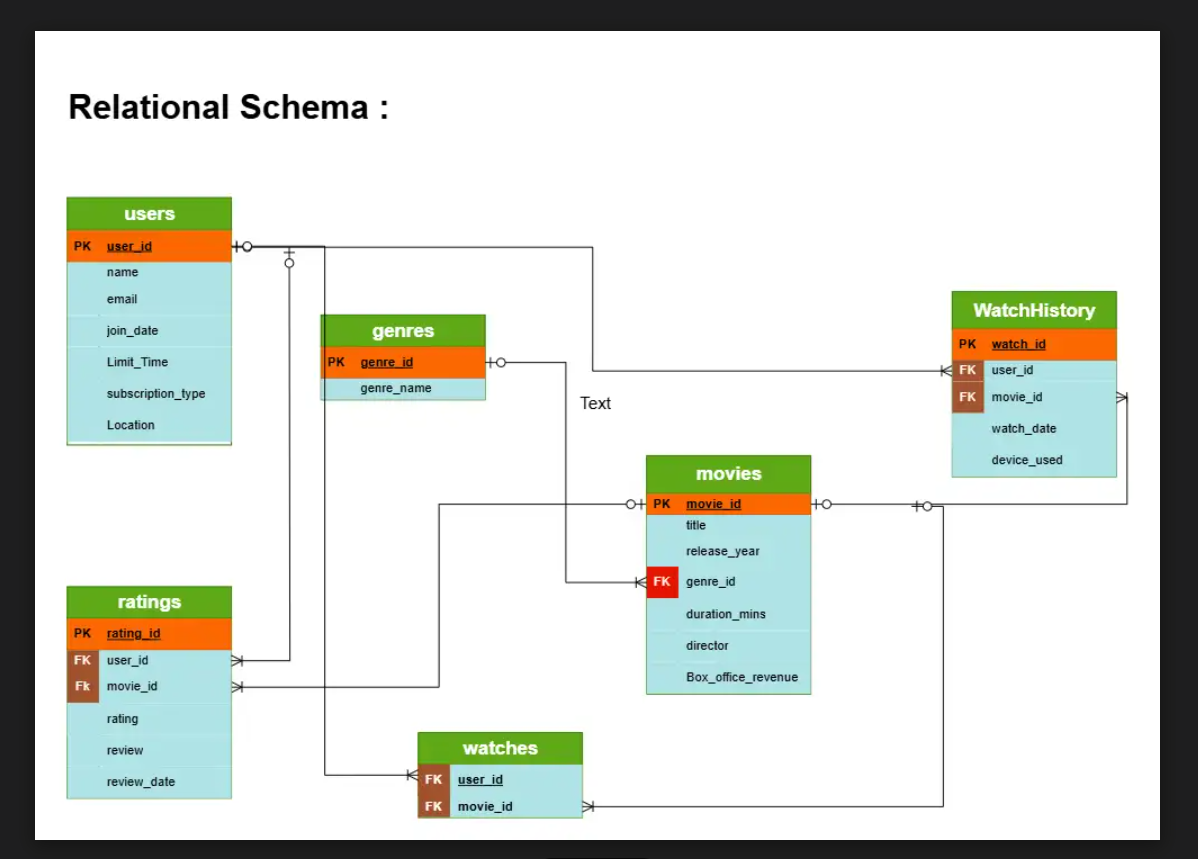 Relational Schema :
users
PK user_id
name
email
join_date
Limit_Time
subscription_type
Location
genres
PK genre_id
genre_name
Text
WatchHistory
PK watch_id
FK user_id
FK movie_id
watch_date
device_used
movies
PK movie_id
title
release_year
FK genre_id
duration_mins
director
Box_office_revenue
ratings
PK rating_id
FK user_id
Fk movie_id
rating
review
review_date
watches
FK user_id
FK movie_id